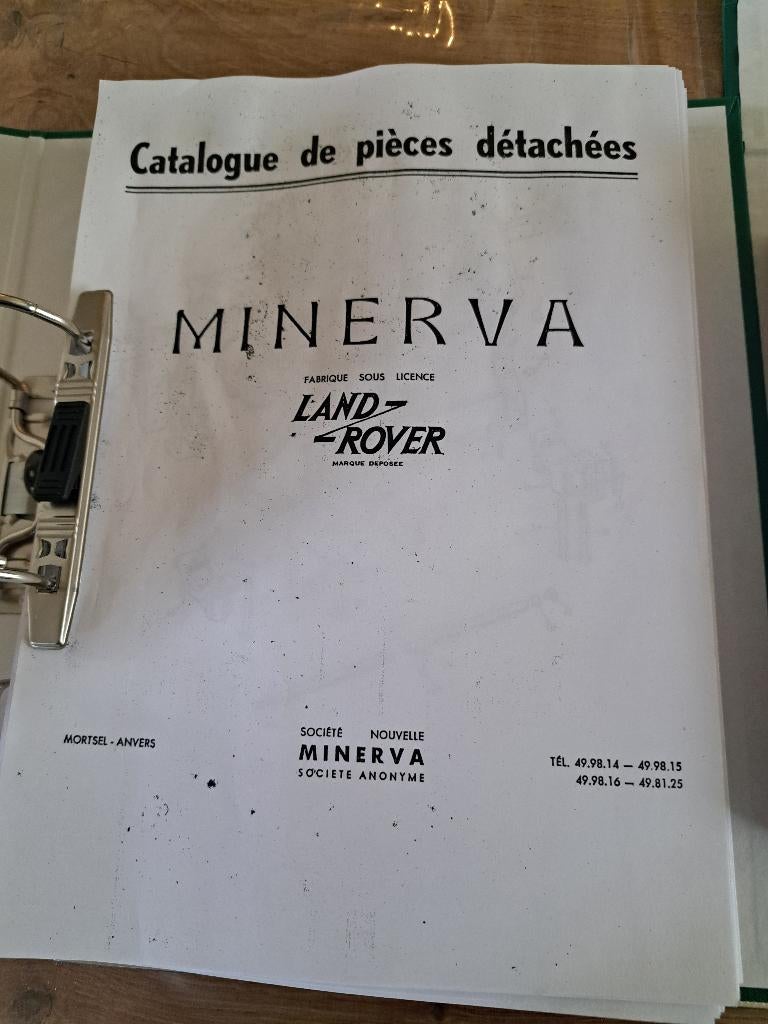 Catalogue de pièces détachées
MINERVA
FABRIQUE SOUS LICENCE
LAND-
-ROVER
MARQUE DEPOSEE
MORTSEL - ANVERS
SOCIÉTÉ NOUVELLE
MINERVA
SOCIETE ANONYME
TÉL. 49.98.14 — 49.98.15
49.98.16 — 49.81.25